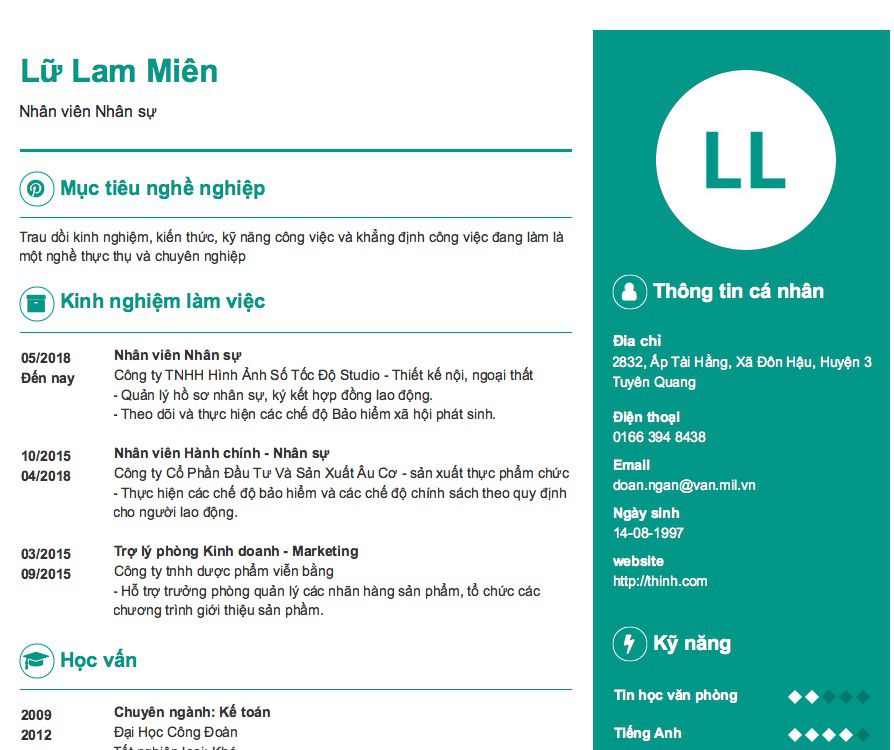 Lữ Lam Miên
Nhân viên Nhân sự
Mục tiêu nghề nghiệp
Trau dồi kinh nghiệm, kiến thức, kỹ năng công việc và khẳng định công việc đang làm là
một nghề thực thụ và chuyên nghiệp
Kinh nghiệm làm việc
05/2018
Đến nay
Nhân viên Nhân sự
Công ty TNHH Hình Ảnh Số Tốc Độ Studio - Thiết kế nội, ngoại thất
- Quản lý hồ sơ nhân sự, ký kết hợp đồng lao động.
- Theo dõi và thực hiện các chế độ Bảo hiểm xã hội phát sinh.
10/2015
04/2018
Nhân viên Hành chính - Nhân sự
Công ty Cổ Phần Đầu Tư Và Sản Xuất Âu Cơ - sản xuất thực phẩm chức
- Thực hiện các chế độ bảo hiểm và các chế độ chính sách theo quy định
cho người lao động.
03/2015
09/2015
Trợ lý phòng Kinh doanh - Marketing
Công ty tnhh dược phẩm viễn bằng
- Hỗ trợ trưởng phòng quản lý các nhãn hàng sản phẩm, tổ chức các
chương trình giới thiệu sản phầm.
Học vấn
2009
2012
Chuyên ngành: Kế toán
Đại Học Công Đoàn
Tốt nghiệp loại: Khá
LL
Thông tin cá nhân
Địa chỉ
2832, Ấp Tài Hằng, Xã Đôn Hậu, Huyện 3
Tuyên Quang
Điện thoại
0166 394 8438
Email
doan.ngan@van.mil.vn
Ngày sinh
14-08-1997
website
http://thinh.com
Kỹ năng
Tin học văn phòng
Tiếng Anh